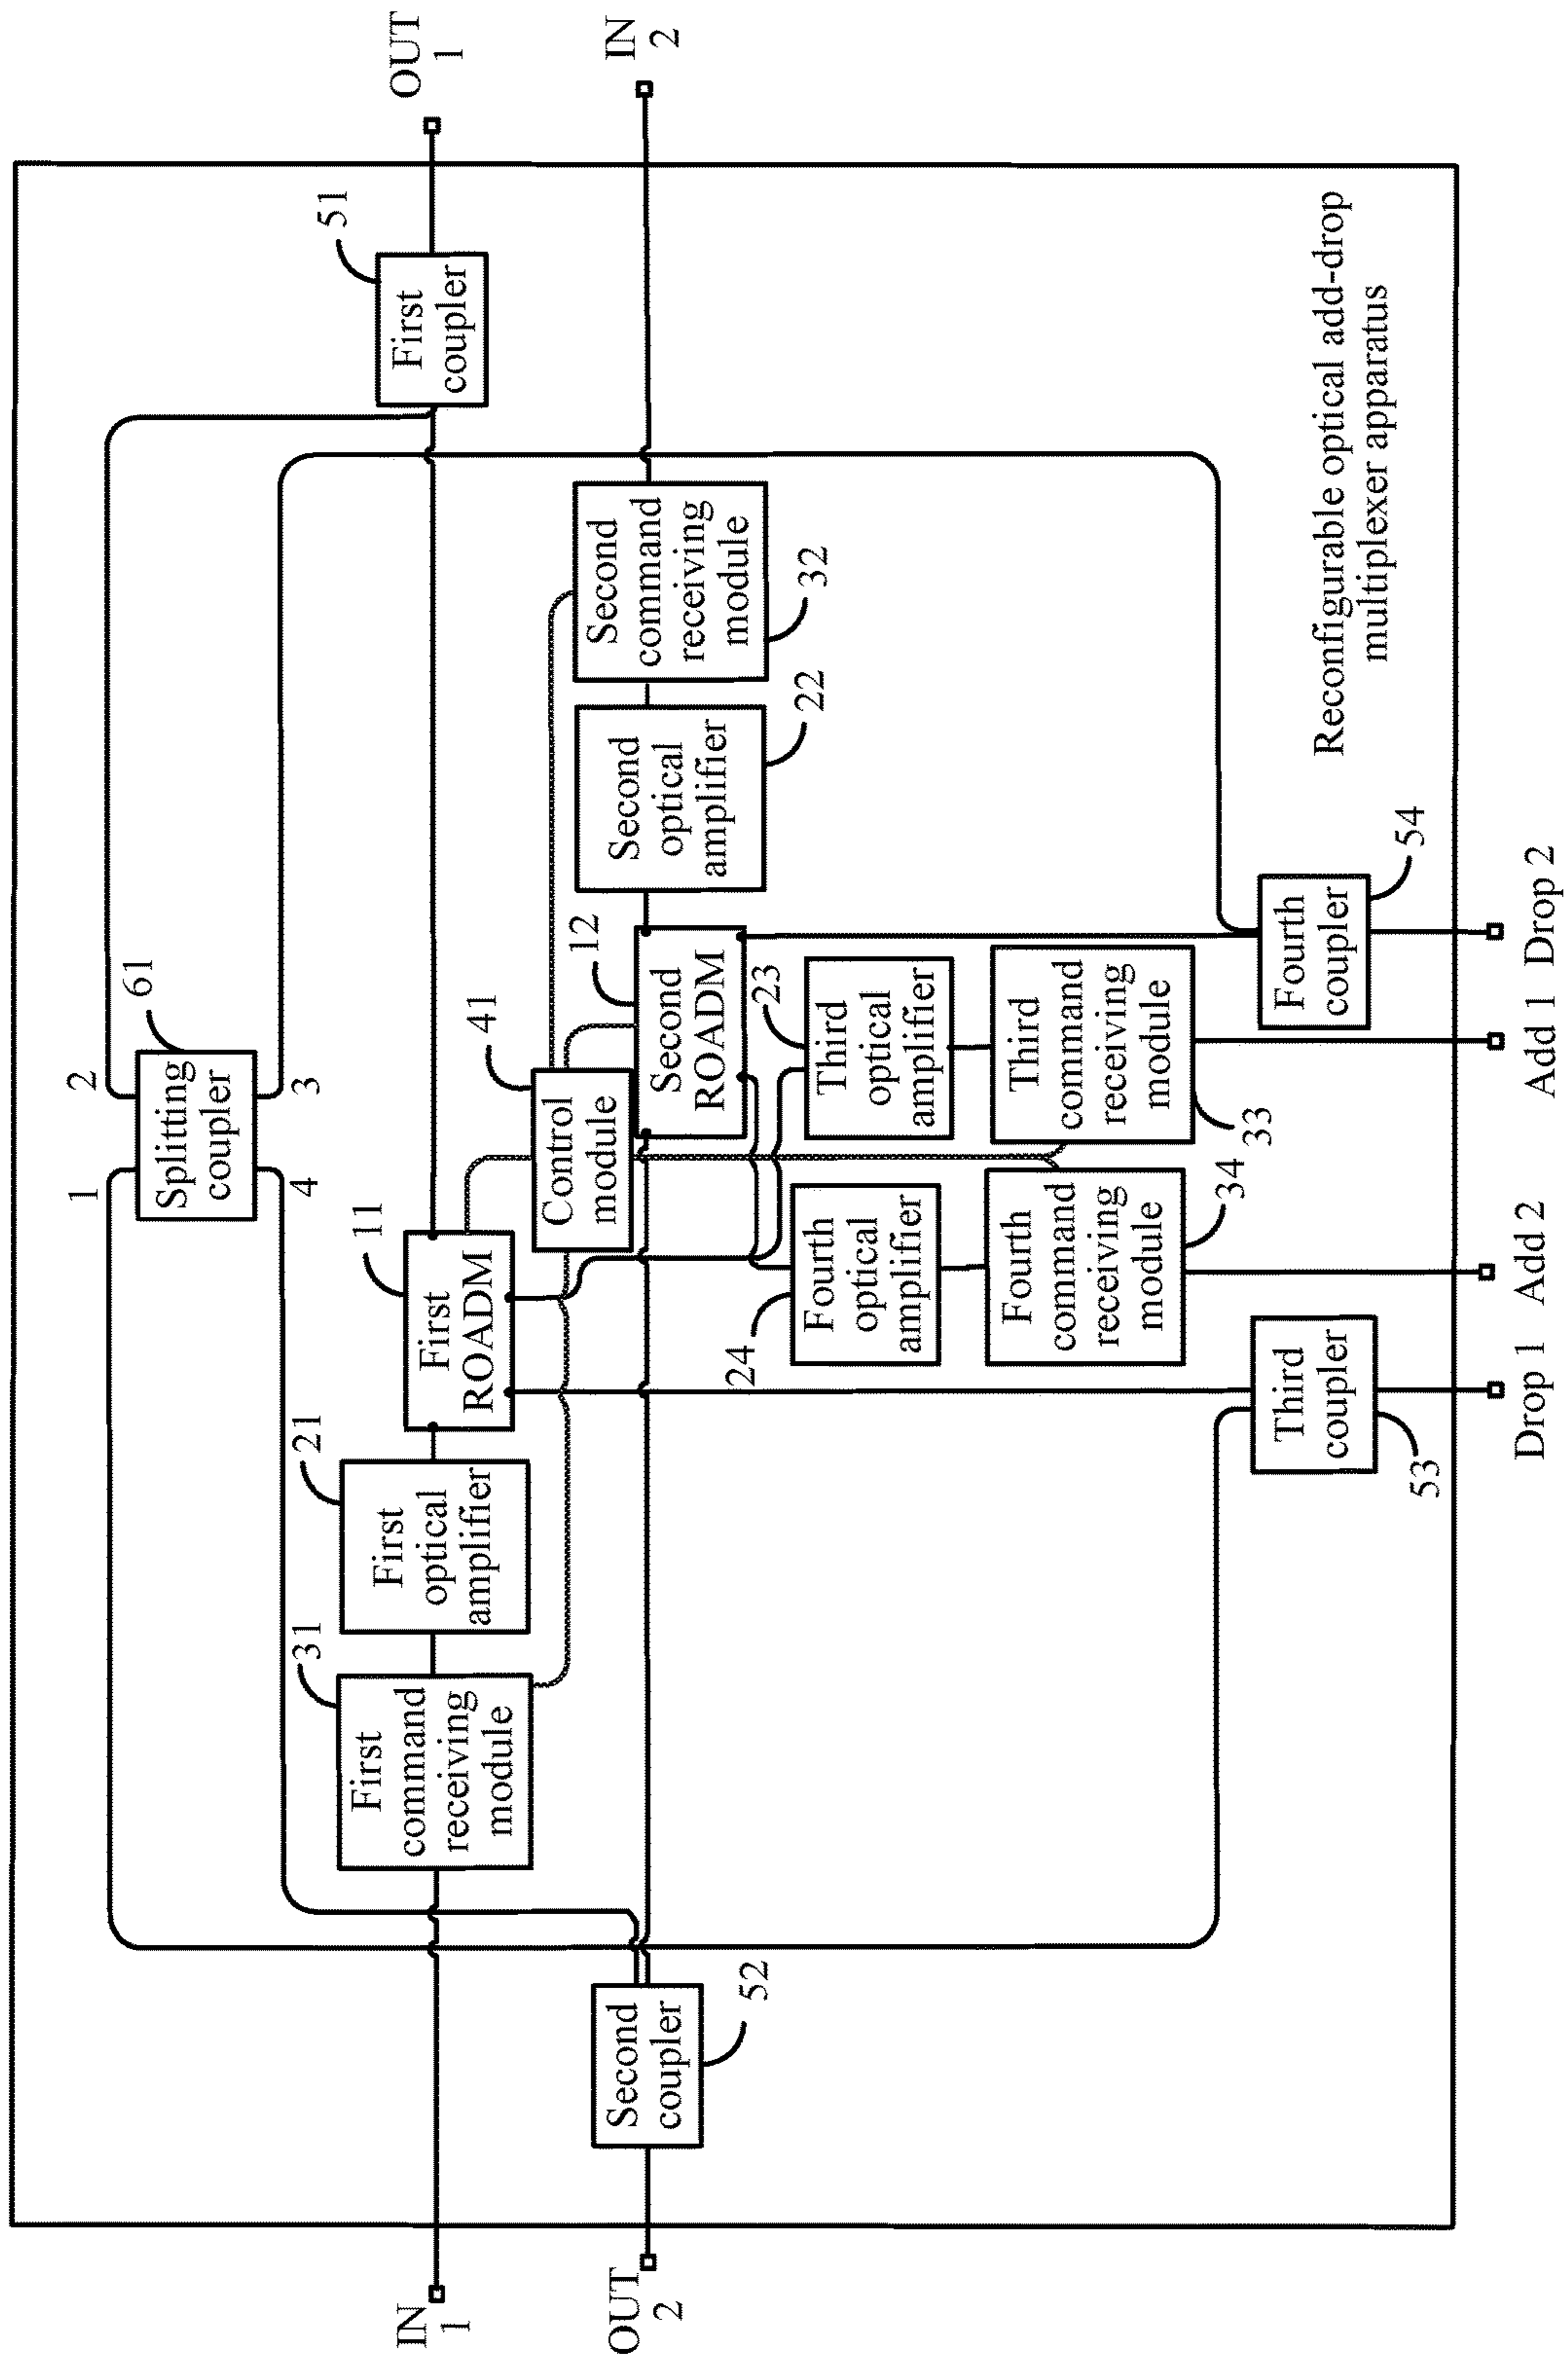 1
2
Splitting
coupler
61
4
3
IN
1
First
command
receiving
module
31
First
optical
amplifier
21
First
ROADM
11
First
coupler
51
OUT
1
Control
module
41
OUT
2
Second
coupler
52
Second
ROADM
12
Second
optical
amplifier
22
Second
command
receiving
module
32
IN
2
Fourth
optical
amplifier
24
Third
optical
amplifier
23
Fourth
command
receiving
module
34
Third
command
receiving
module
33
Third
coupler
53
Fourth
coupler
54
Reconfigurable optical add-drop
multiplexer apparatus
Drop 1 Add 2 Add 1 Drop 2